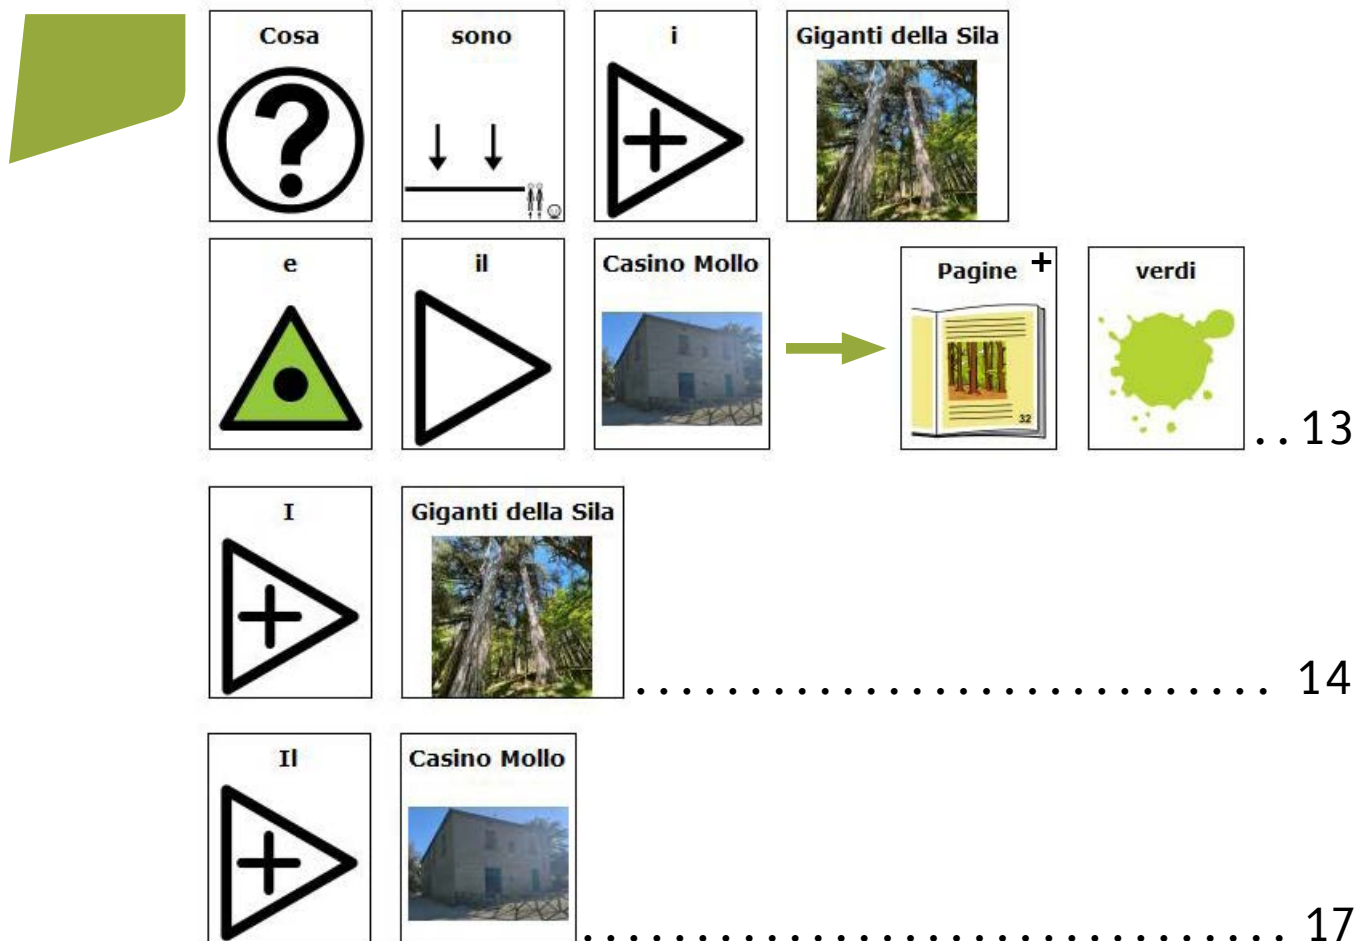 Cosa sono i Giganti della Sila
e il Casino Mollo Pagine + verdi
32
. . 13
I Giganti della Sila
. . . . . . . . . . . . . . . . . . . . . . . . . . . . 14
Il Casino Mollo
. . . . . . . . . . . . . . . . . . . . . . . . . . . . . . . 17